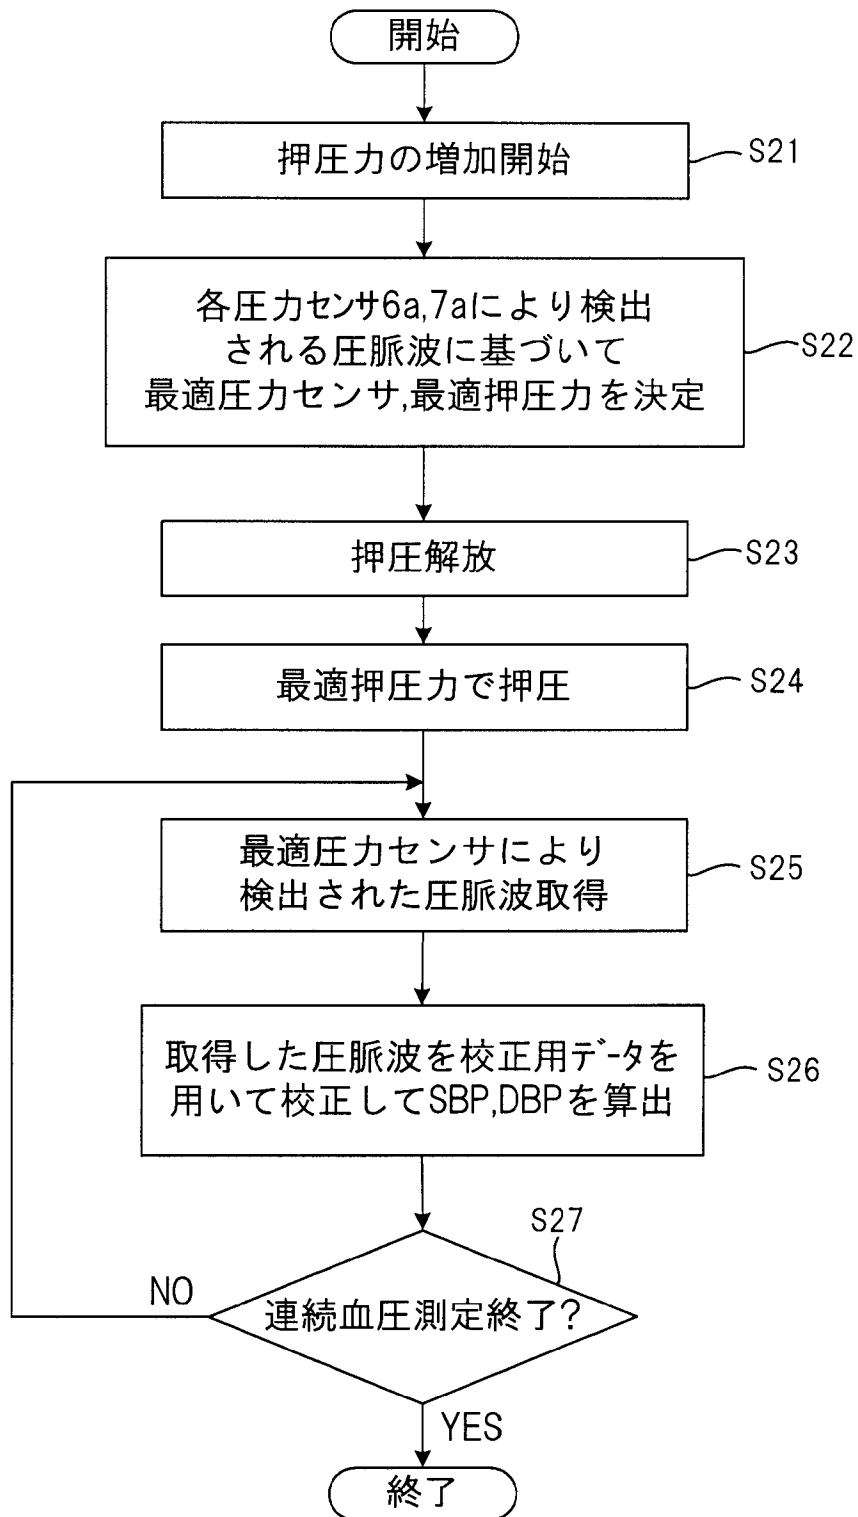 開始
押圧力の増加開始
S21
各圧力センサ6a,7aにより検出
される圧脈波に基づいて
最適圧力センサ,最適押圧力を決定
S22
押圧解放
S23
最適押圧力で押圧
S24
最適圧力センサにより
検出された圧脈波取得
S25
取得した圧脈波を校正用データを
用いて校正してSBP,DBPを算出
S26
S27
連続血圧測定終了?
NO
YES
終了